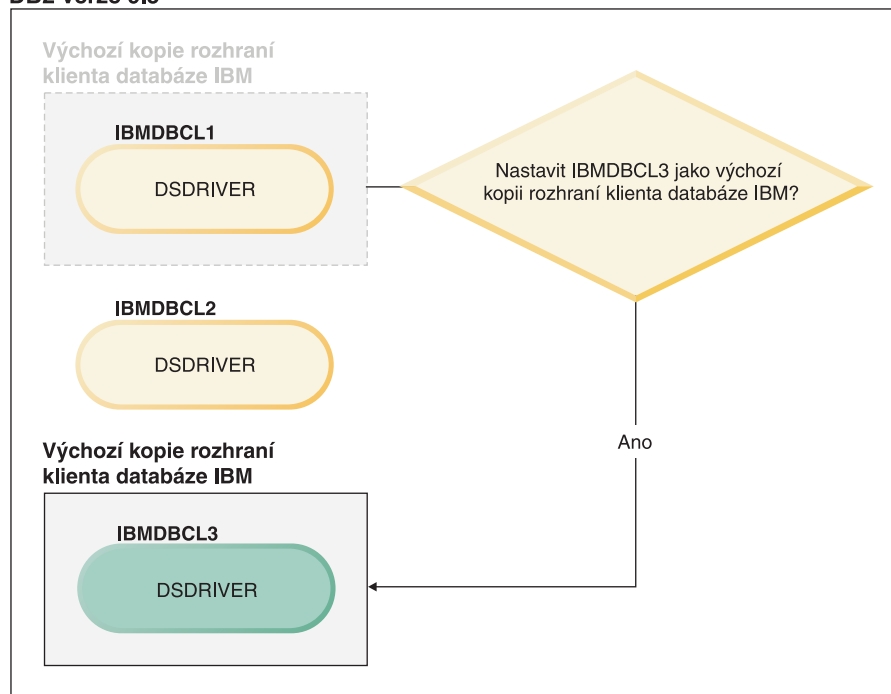 Výchozí kopie rozhraní
klienta databáze IBM
IBMDBCL1
DSDRIVER
Nastavit IBMDBCL3 jako výchozí
kopii rozhraní klienta databáze IBM?
IBMDBCL2
DSDRIVER
Ano
Výchozí kopie rozhraní
klienta databáze IBM
IBMDBCL3
DSDRIVER